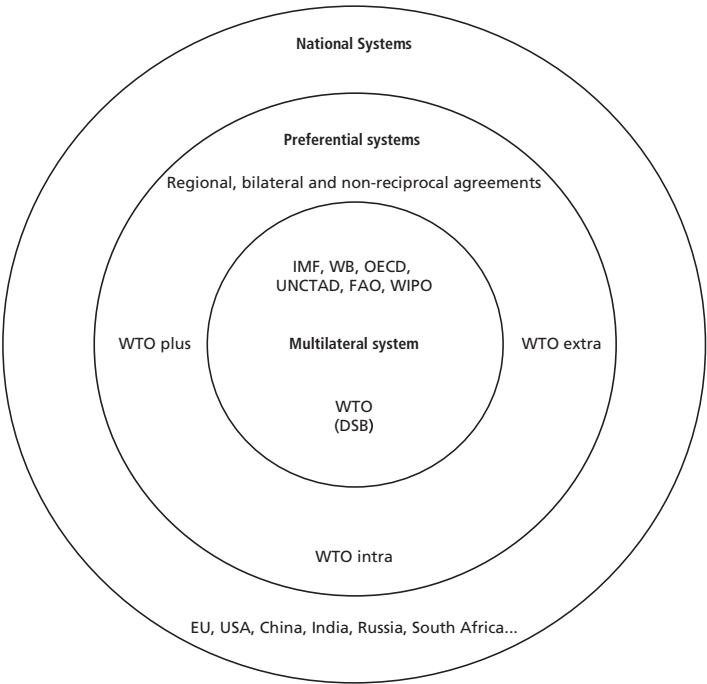 National Systems
Preferential systems
Regional, bilateral and non-reciprocal agreements
IMF, WB, OECD,
UNCTAD, FAO, WIPO
WTO plus
Multilateral system
WTO extra
WTO
(DSB)
WTO intra
EU, USA, China, India, Russia, South Africa...